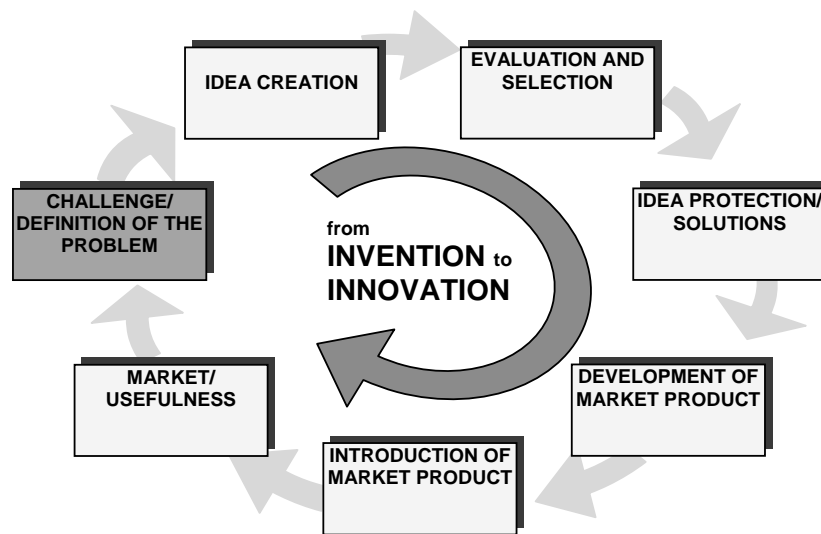 IDEA CREATION
EVALUATION AND
SELECTION
CHALLENGE/
DEFINITION OF THE
PROBLEM
IDEA PROTECTION/
SOLUTIONS
from
INVENTION to
INNOVATION
MARKET/
USEFULNESS
DEVELOPMENT OF
MARKET PRODUCT
INTRODUCTION OF
MARKET PRODUCT